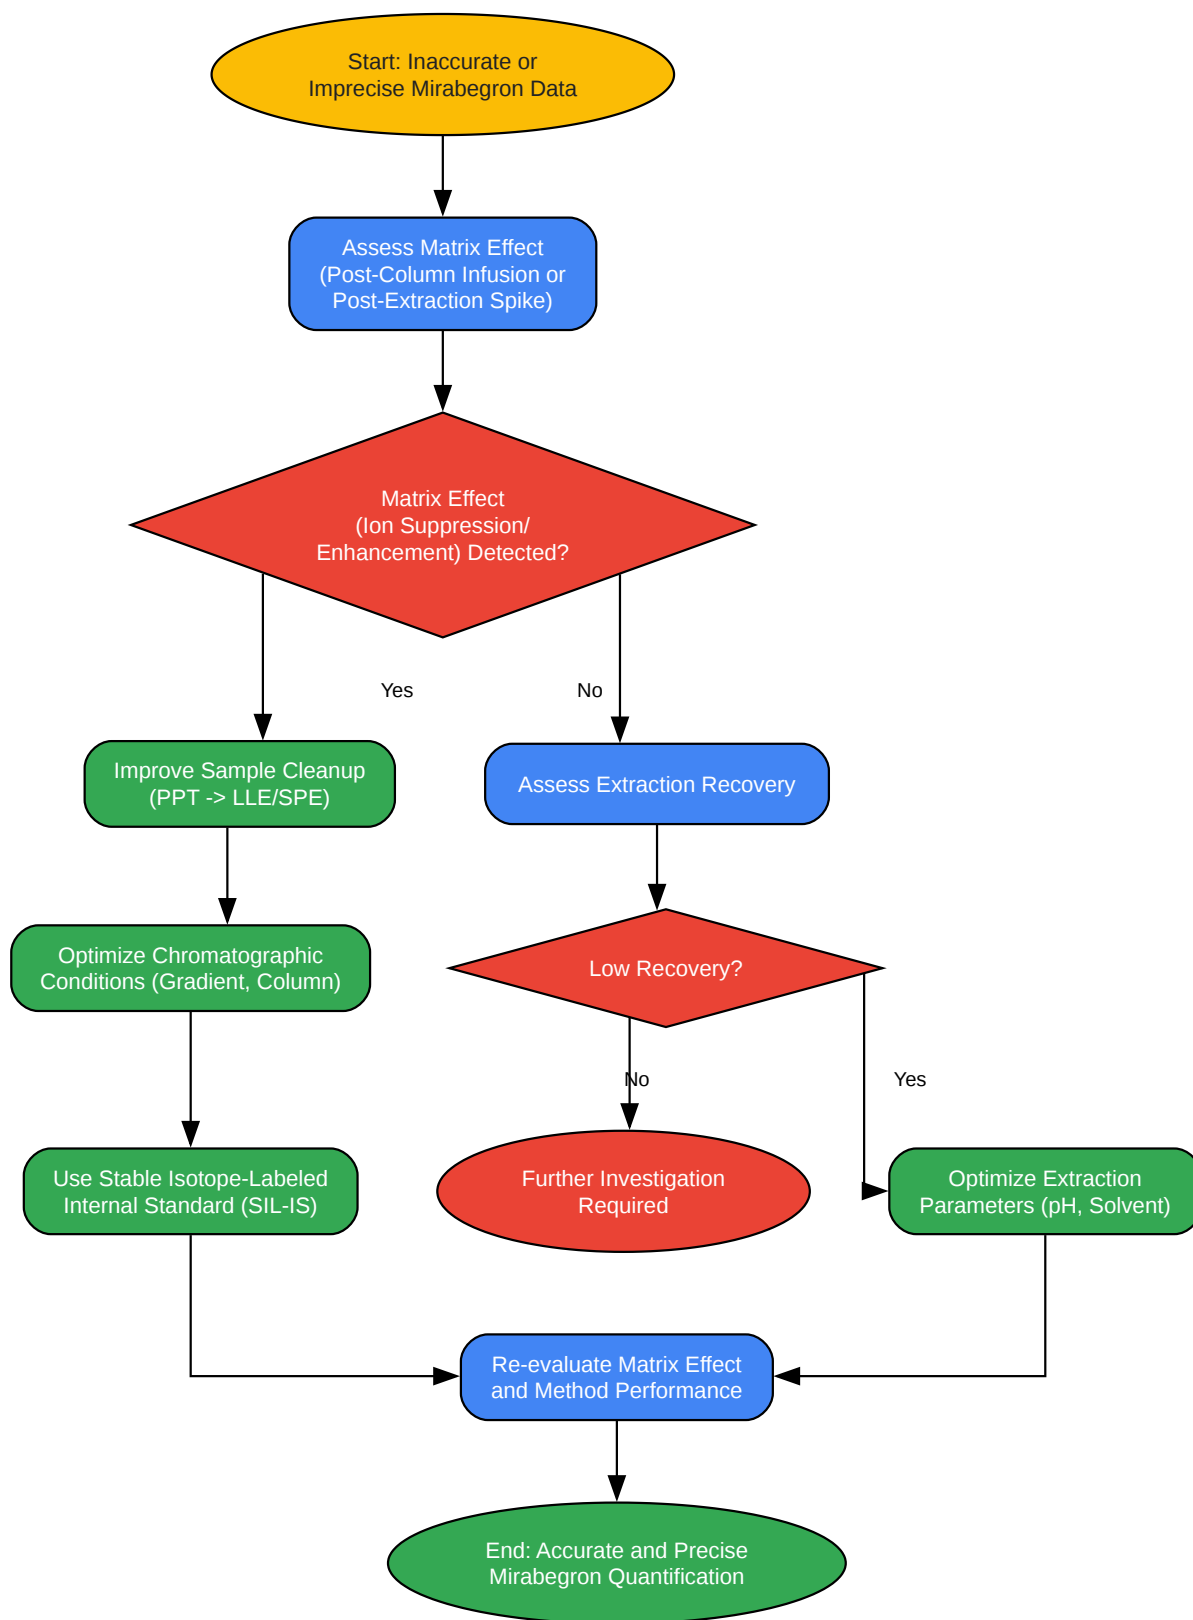 Start: Inaccurate or
Imprecise Mirabegron Data
Assess Matrix Effect
(Post-Column Infusion or
Post-Extraction Spike)
Matrix Effect
(Ion Suppression/
Enhancement) Detected?
Yes
No
Improve Sample Cleanup
(PPT -> LLE/SPE)
Assess Extraction Recovery
Optimize Chromatographic
Conditions (Gradient, Column)
Low Recovery?
No
Yes
Use Stable Isotope-Labeled
Internal Standard (SIL-IS)
Further Investigation
Required
Optimize Extraction
Parameters (pH, Solvent)
Re-evaluate Matrix Effect
and Method Performance
End: Accurate and Precise
Mirabegron Quantification